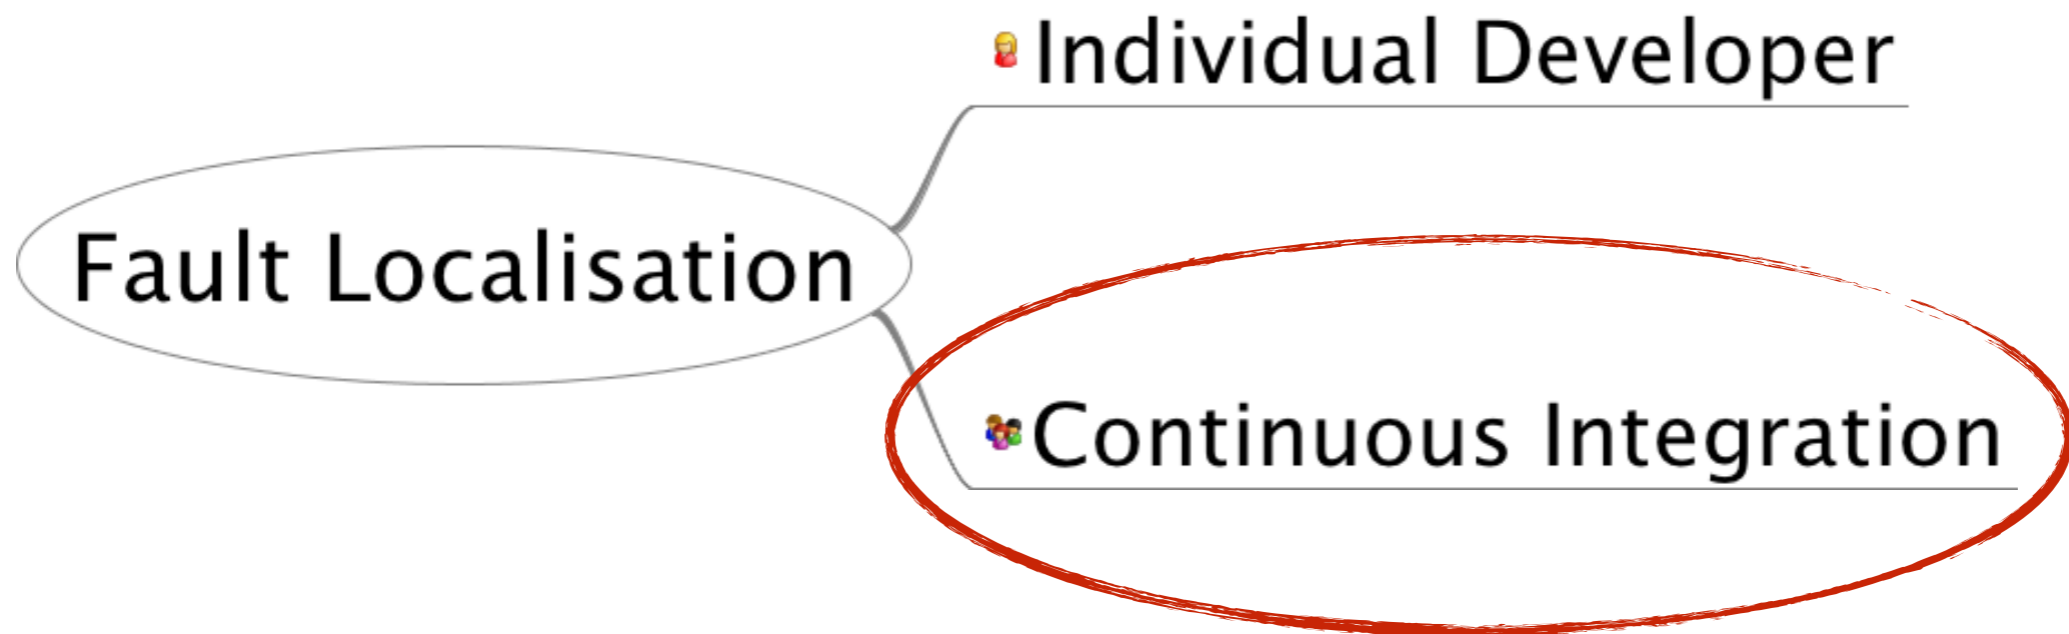 Individual Developer
Fault Localisation
Continuous Integration